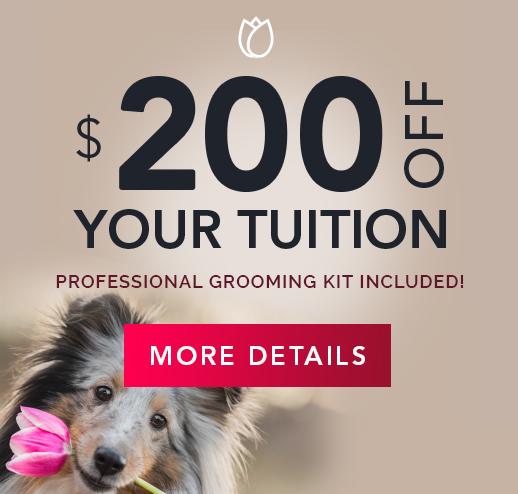 $200 OFF
YOUR TUITION
PROFESSIONAL GROOMING KIT INCLUDED!
MORE DETAILS